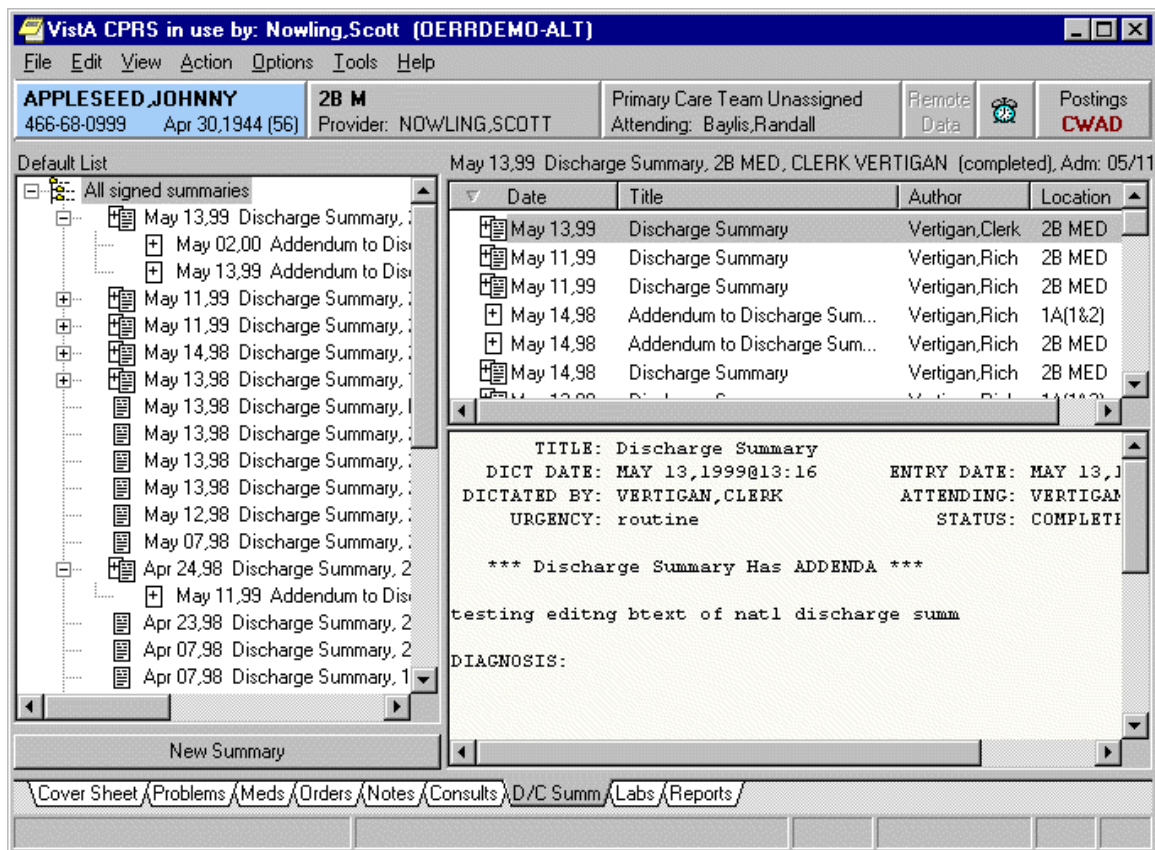 VistA CPRS in use by: Nowling,Scott (OERRDEMO-ALT)
File Edit View Action Options Tools Help
APPLESEED,JOHNNY
466-68-0999 Apr 30,1944 (56)
2B M
Provider: NOWLING,SCOTT
Primary Care Team Unassigned
Attending: Baylis,Randall
Remote
Data
Postings
CWAD
Default List
All signed summaries
May 13,99 Discharge Summary,
May 02,00 Addendum to Dis
May 13,99 Addendum to Dis
May 11,99 Discharge Summary,
May 11,99 Discharge Summary,
May 14,98 Discharge Summary,
May 13,98 Discharge Summary,
May 13,98 Discharge Summary,
May 13,98 Discharge Summary,
May 13,98 Discharge Summary,
May 13,98 Discharge Summary,
May 12,98 Discharge Summary,
May 07,98 Discharge Summary,
Apr 24,98 Discharge Summary, 2
May 11,99 Addendum to Dis
Apr 23,98 Discharge Summary, 2
Apr 07,98 Discharge Summary, 2
Apr 07,98 Discharge Summary, 1
New Summary
May 13,99 Discharge Summary, 2B MED, CLERK VERTIGAN (completed), Adm: 05/11
Date Title Author Location
May 13,99 Discharge Summary Vertigan,Clerk 2B MED
May 11,99 Discharge Summary Vertigan,Rich 2B MED
May 11,99 Discharge Summary Vertigan,Rich 2B MED
May 14,98 Addendum to Discharge Sum... Vertigan,Rich 1A(1&2)
May 14,98 Addendum to Discharge Sum... Vertigan,Rich 2B MED
May 14,98 Discharge Summary Vertigan,Rich 2B MED
TITLE: Discharge Summary
DICT DATE: MAY 13,1999@13:16 ENTRY DATE: MAY 13,1
DICTATED BY: VERTIGAN,CLERK ATTENDING: VERTIGAN
URGENCY: routine STATUS: COMPLETE
*** Discharge Summary Has ADDENDA ***
testing editng btext of natl discharge summ
DIAGNOSIS:
Cover Sheet Problems Meds Orders Notes Consults D/C Summ Labs Reports